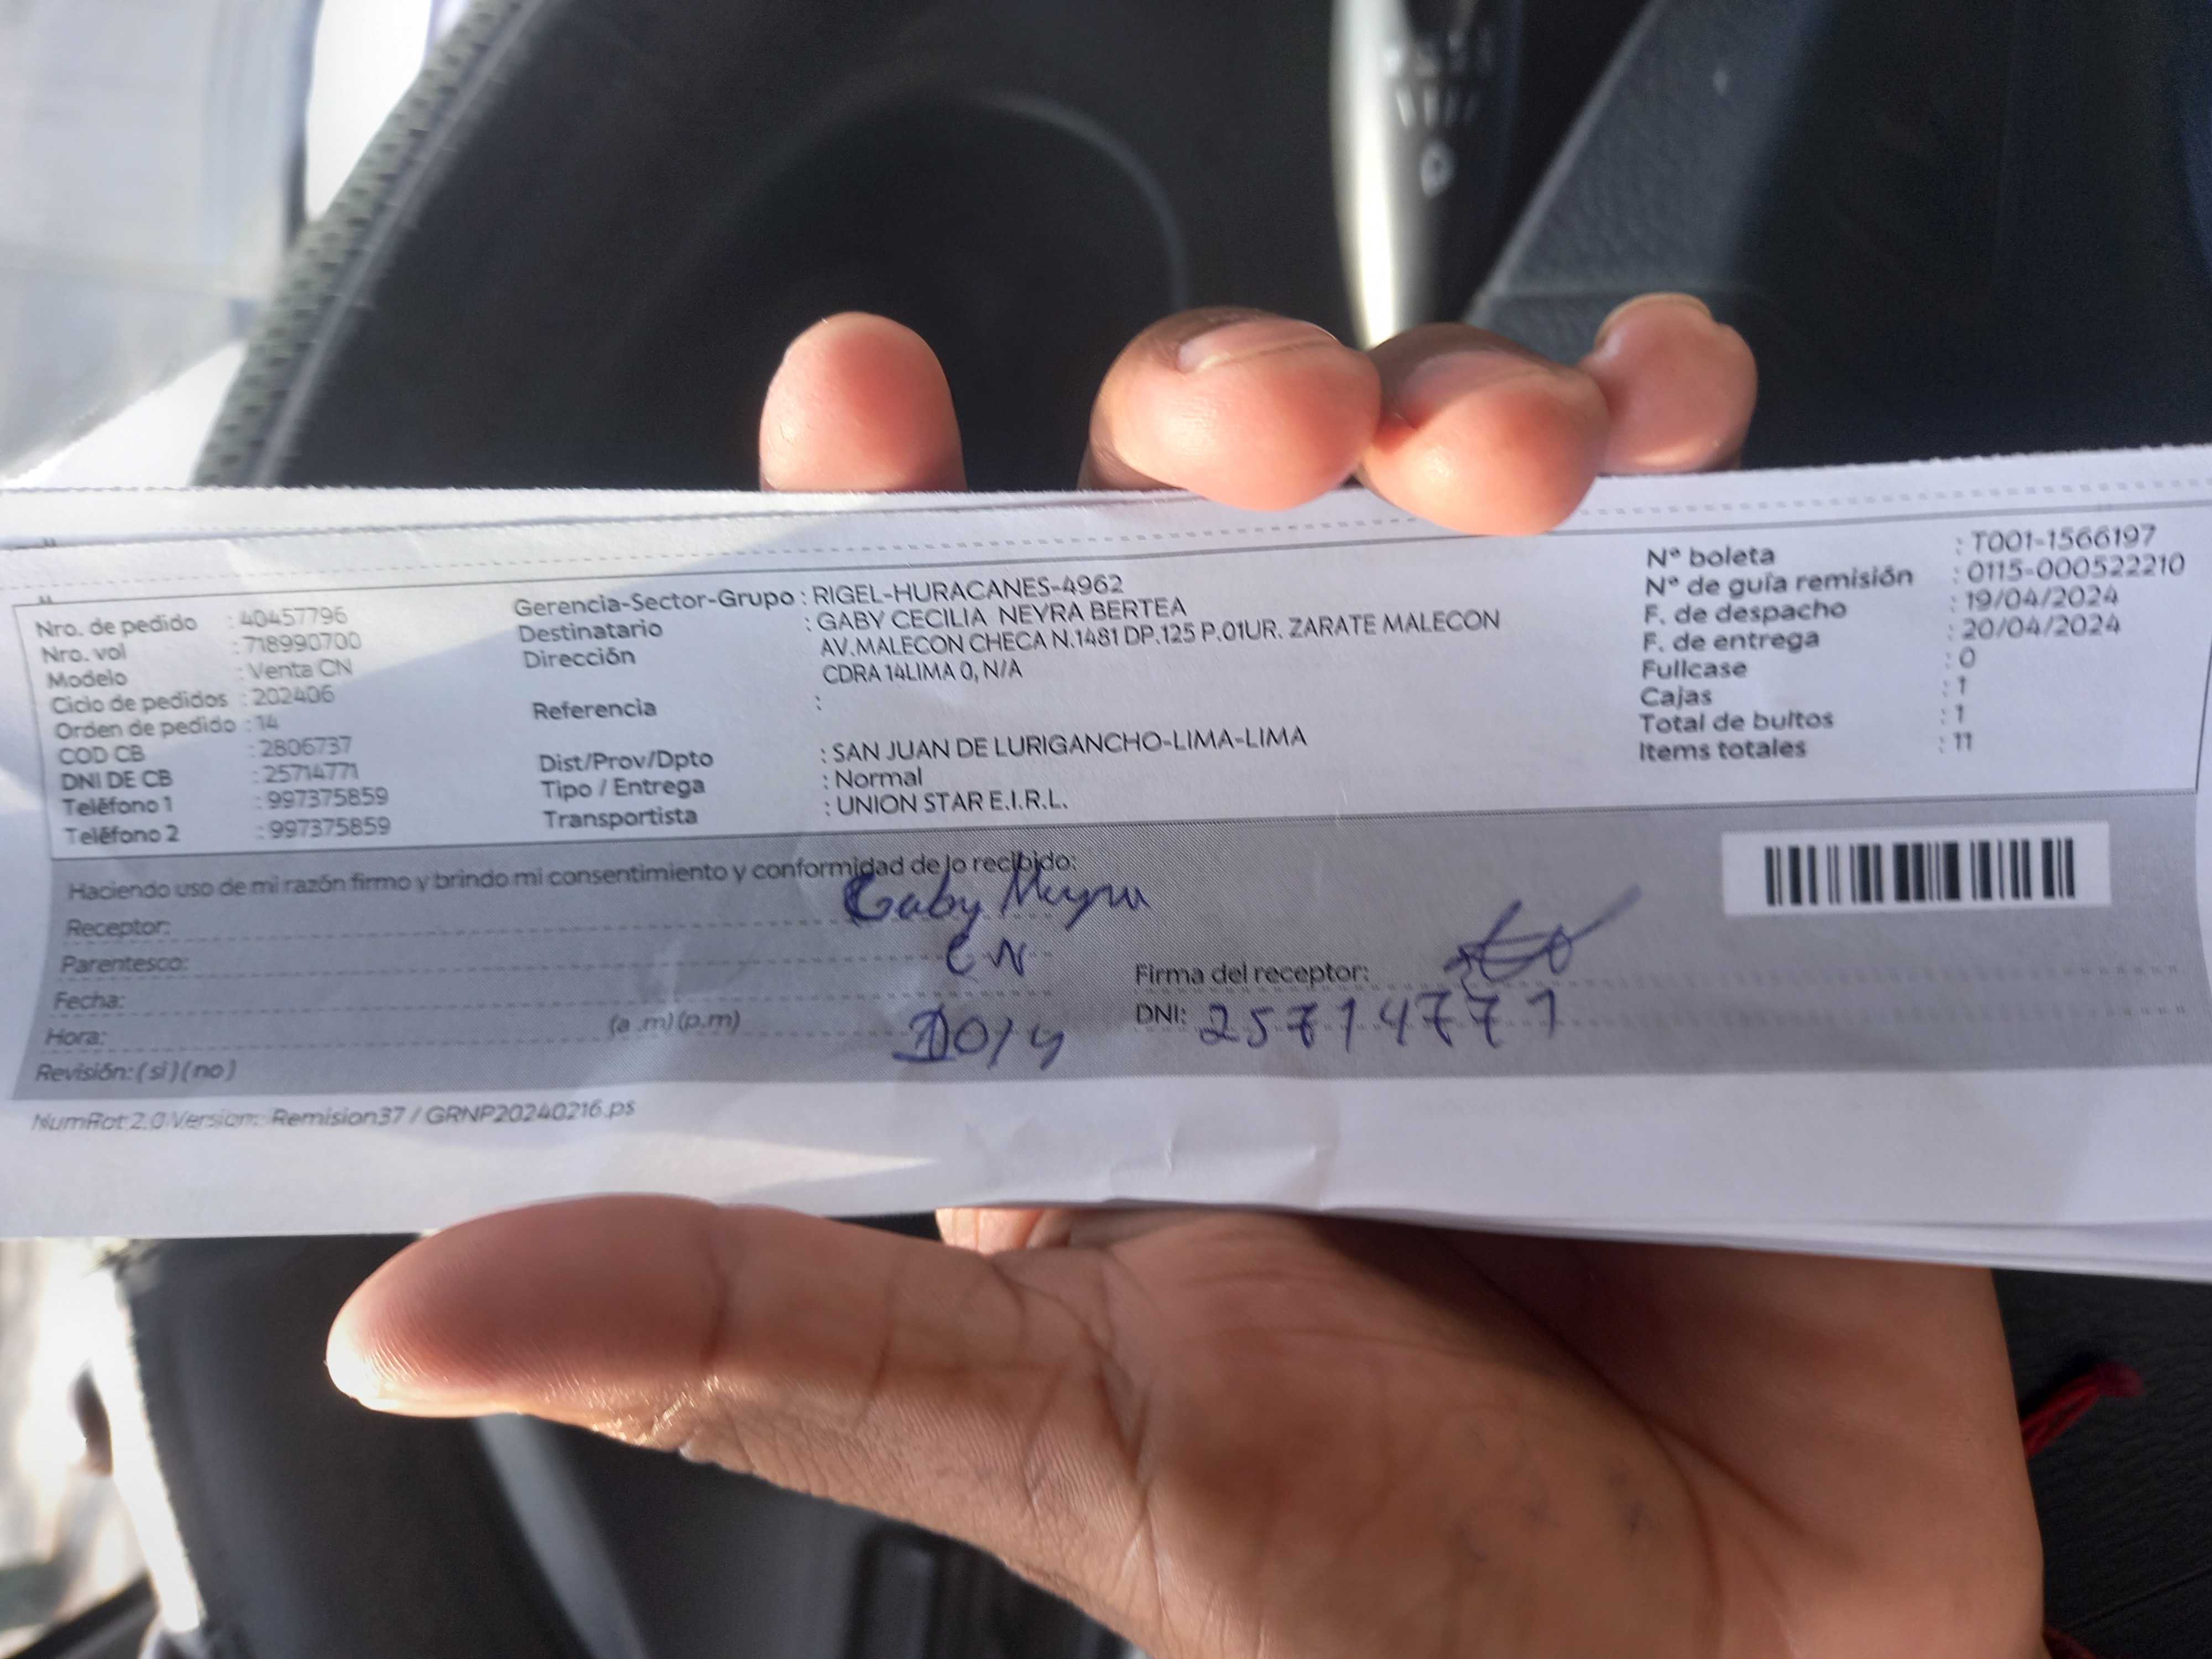 Nro. de pedido : 40457796
Nro. vol : 718990700
Modelo : Venta CN
Ciclo de pedidos : 202406
Orden de pedido : 14
COD CB : 2806737
DNI DE CB : 25714771
Teléfono 1 : 997375859
Teléfono 2 : 997375859
Gerencia-Sector-Grupo : RIGEL-HURACANES-4962
Destinatario : GABY CECILIA NEYRA BERTEA
Dirección AV.MALECON CHECA N.1481 DP.125 P.01UR. ZARATE MALECON
CDRA 14LIMA 0, N/A
Referencia :
Dist/Prov/Dpto : SAN JUAN DE LURIGANCHO-LIMA-LIMA
Tipo / Entrega : Normal
Transportista : UNION STAR E.I.R.L.
N° boleta : T001-1566197
N° de guía remisión : 0115-000522210
F. de despacho : 19/04/2024
F. de entrega : 20/04/2024
Fullcase : 0
Cajas : 1
Total de bultos : 1
Items totales : 11
Haciendo uso de mi razón firmo y brindo mi consentimiento y conformidad de lo recibido:
Receptor: Gaby Neyra
Parentesco: CN
Fecha:
Hora: (a .m) (p.m)
Revisión: ( si ) ( no )
Firma del receptor:
DNI: 25714771
NumRot 2.0 Version: Remision37 / GRNP20240216.ps